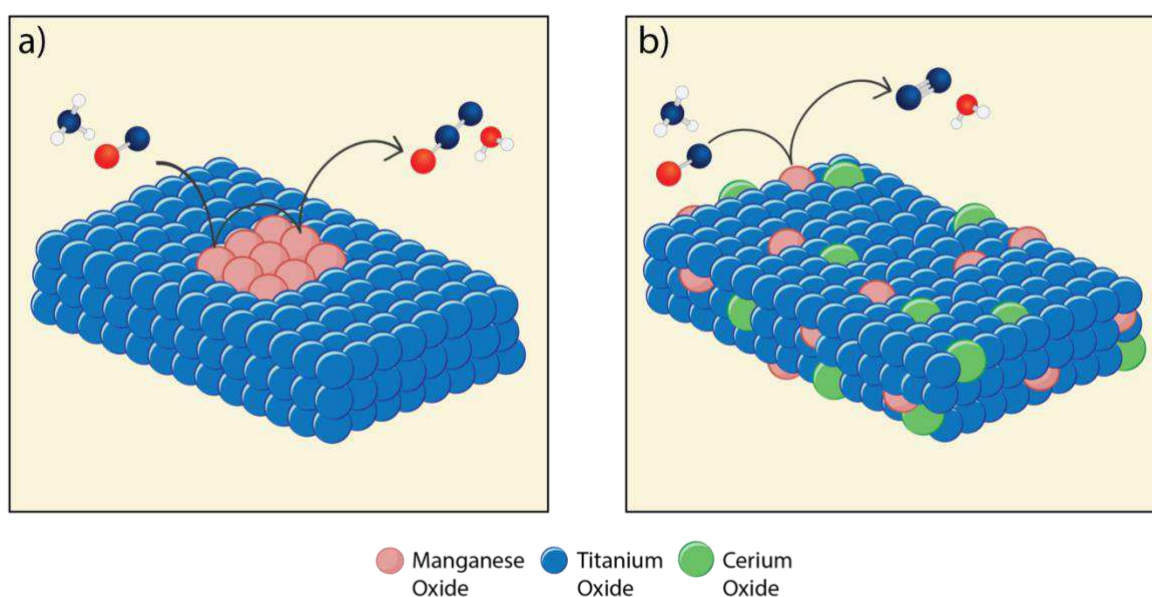 a)
b)
Manganese
Oxide
Titanium
Oxide
Cerium
Oxide